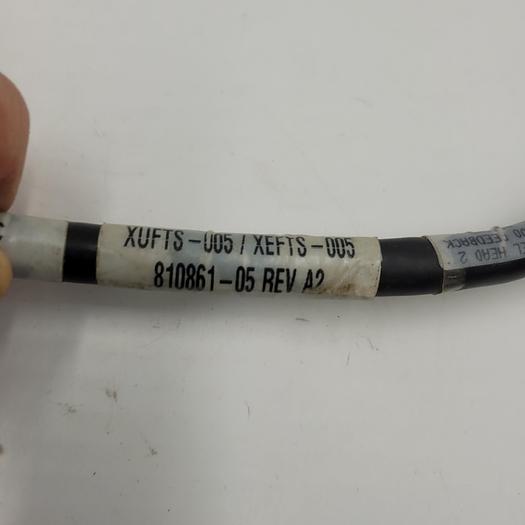 XUFTS-005 / XEFTS-005
810861-05 REV A2
HEAD 2
FEEDBACK